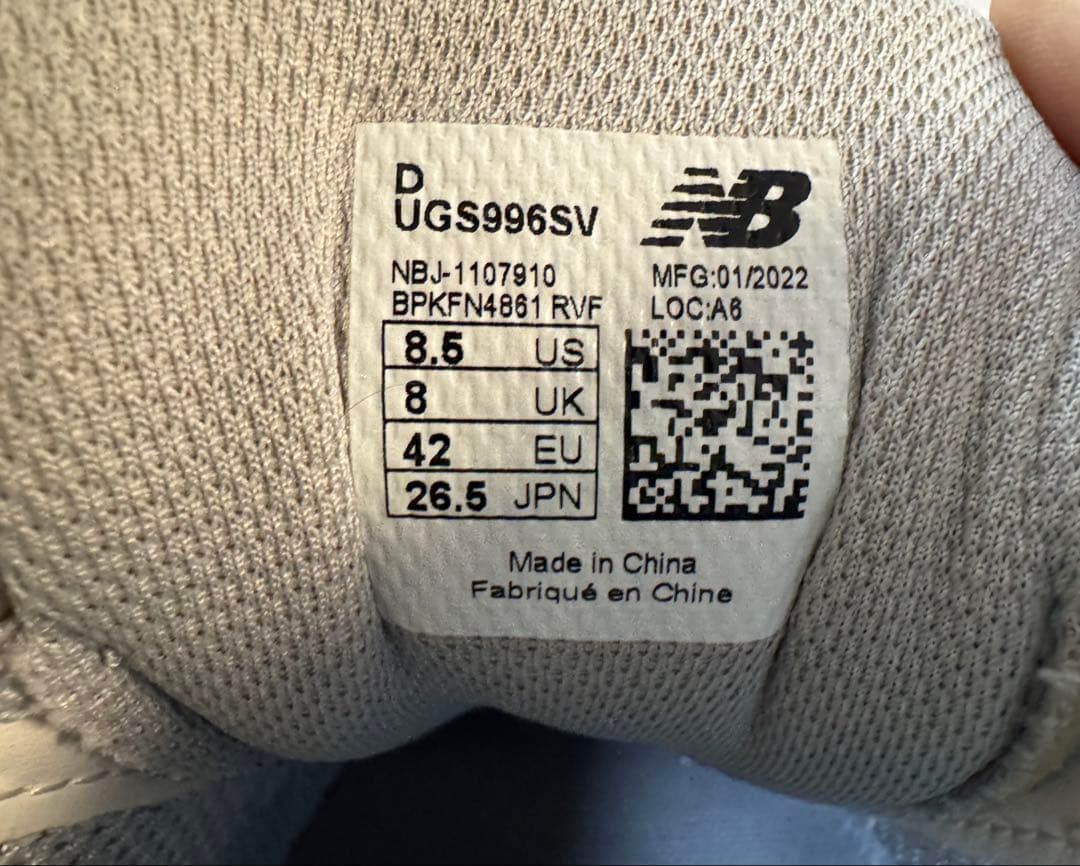 D
UGS996SV
NB
NBJ-1107910
BPKFN4861 RVF
MFG:01/2022
LOC:A6
8.5 US
8 UK
42 EU
26.5 JPN
Made in China
Fabriqué en Chine